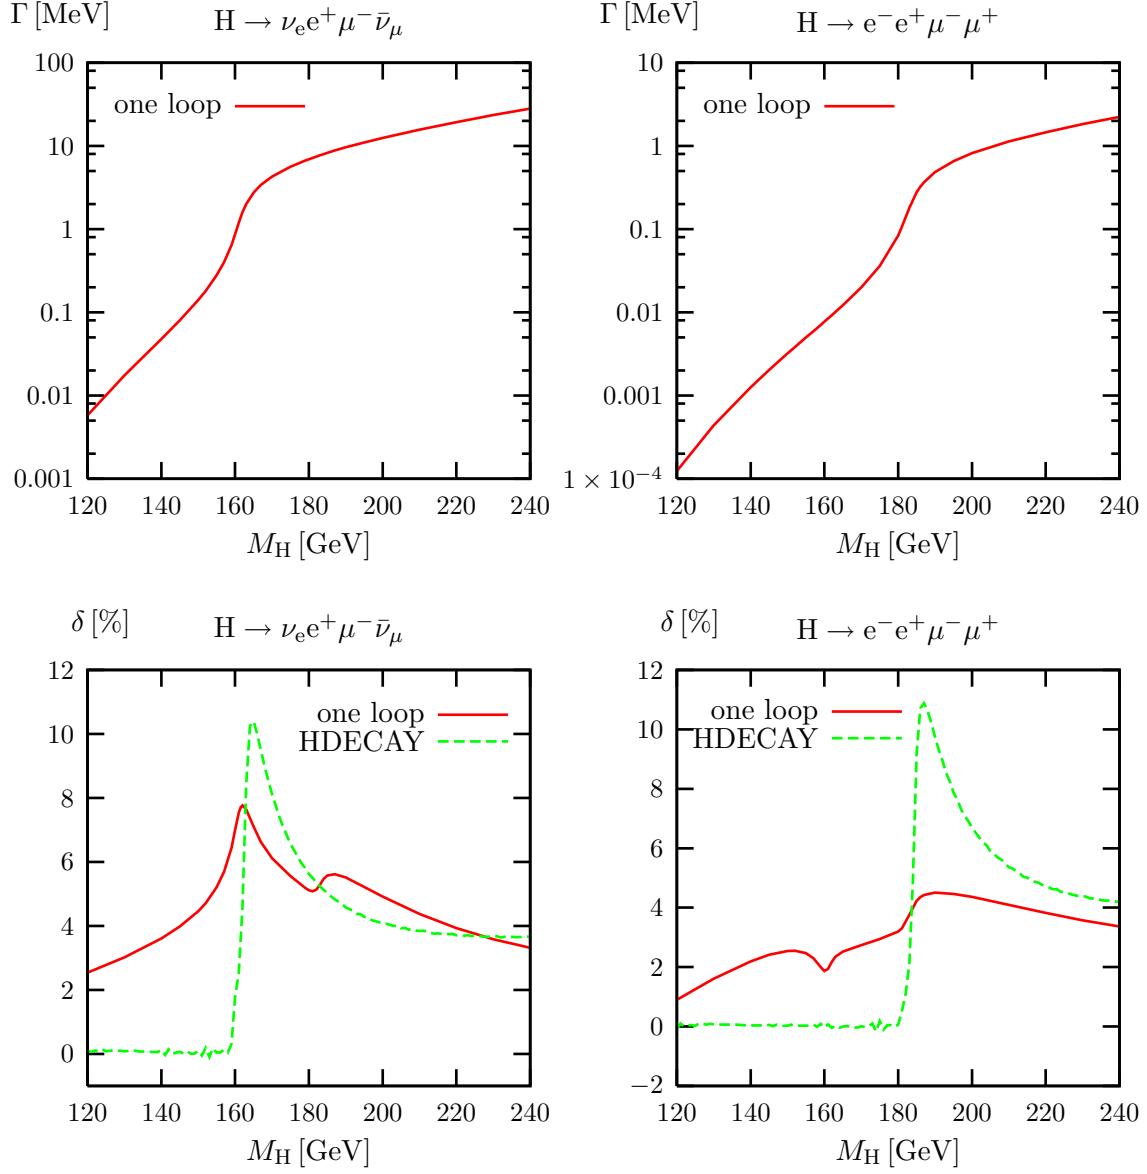 Γ [MeV] H → νₑe⁺μ⁻ν̄_μ
100
10
1
0.1
0.01
0.001
one loop
120 140 160 180 200 220 240
M_H [GeV]
Γ [MeV] H → e⁻e⁺μ⁻μ⁺
10
1
0.1
0.01
0.001
1 × 10⁻⁴
one loop
120 140 160 180 200 220 240
M_H [GeV]
δ [%] H → νₑe⁺μ⁻ν̄_μ
12
10
8
6
4
2
0
one loop
HDECAY
120 140 160 180 200 220 240
M_H [GeV]
δ [%] H → e⁻e⁺μ⁻μ⁺
12
10
8
6
4
2
0
−2
one loop
HDECAY
120 140 160 180 200 220 240
M_H [GeV]